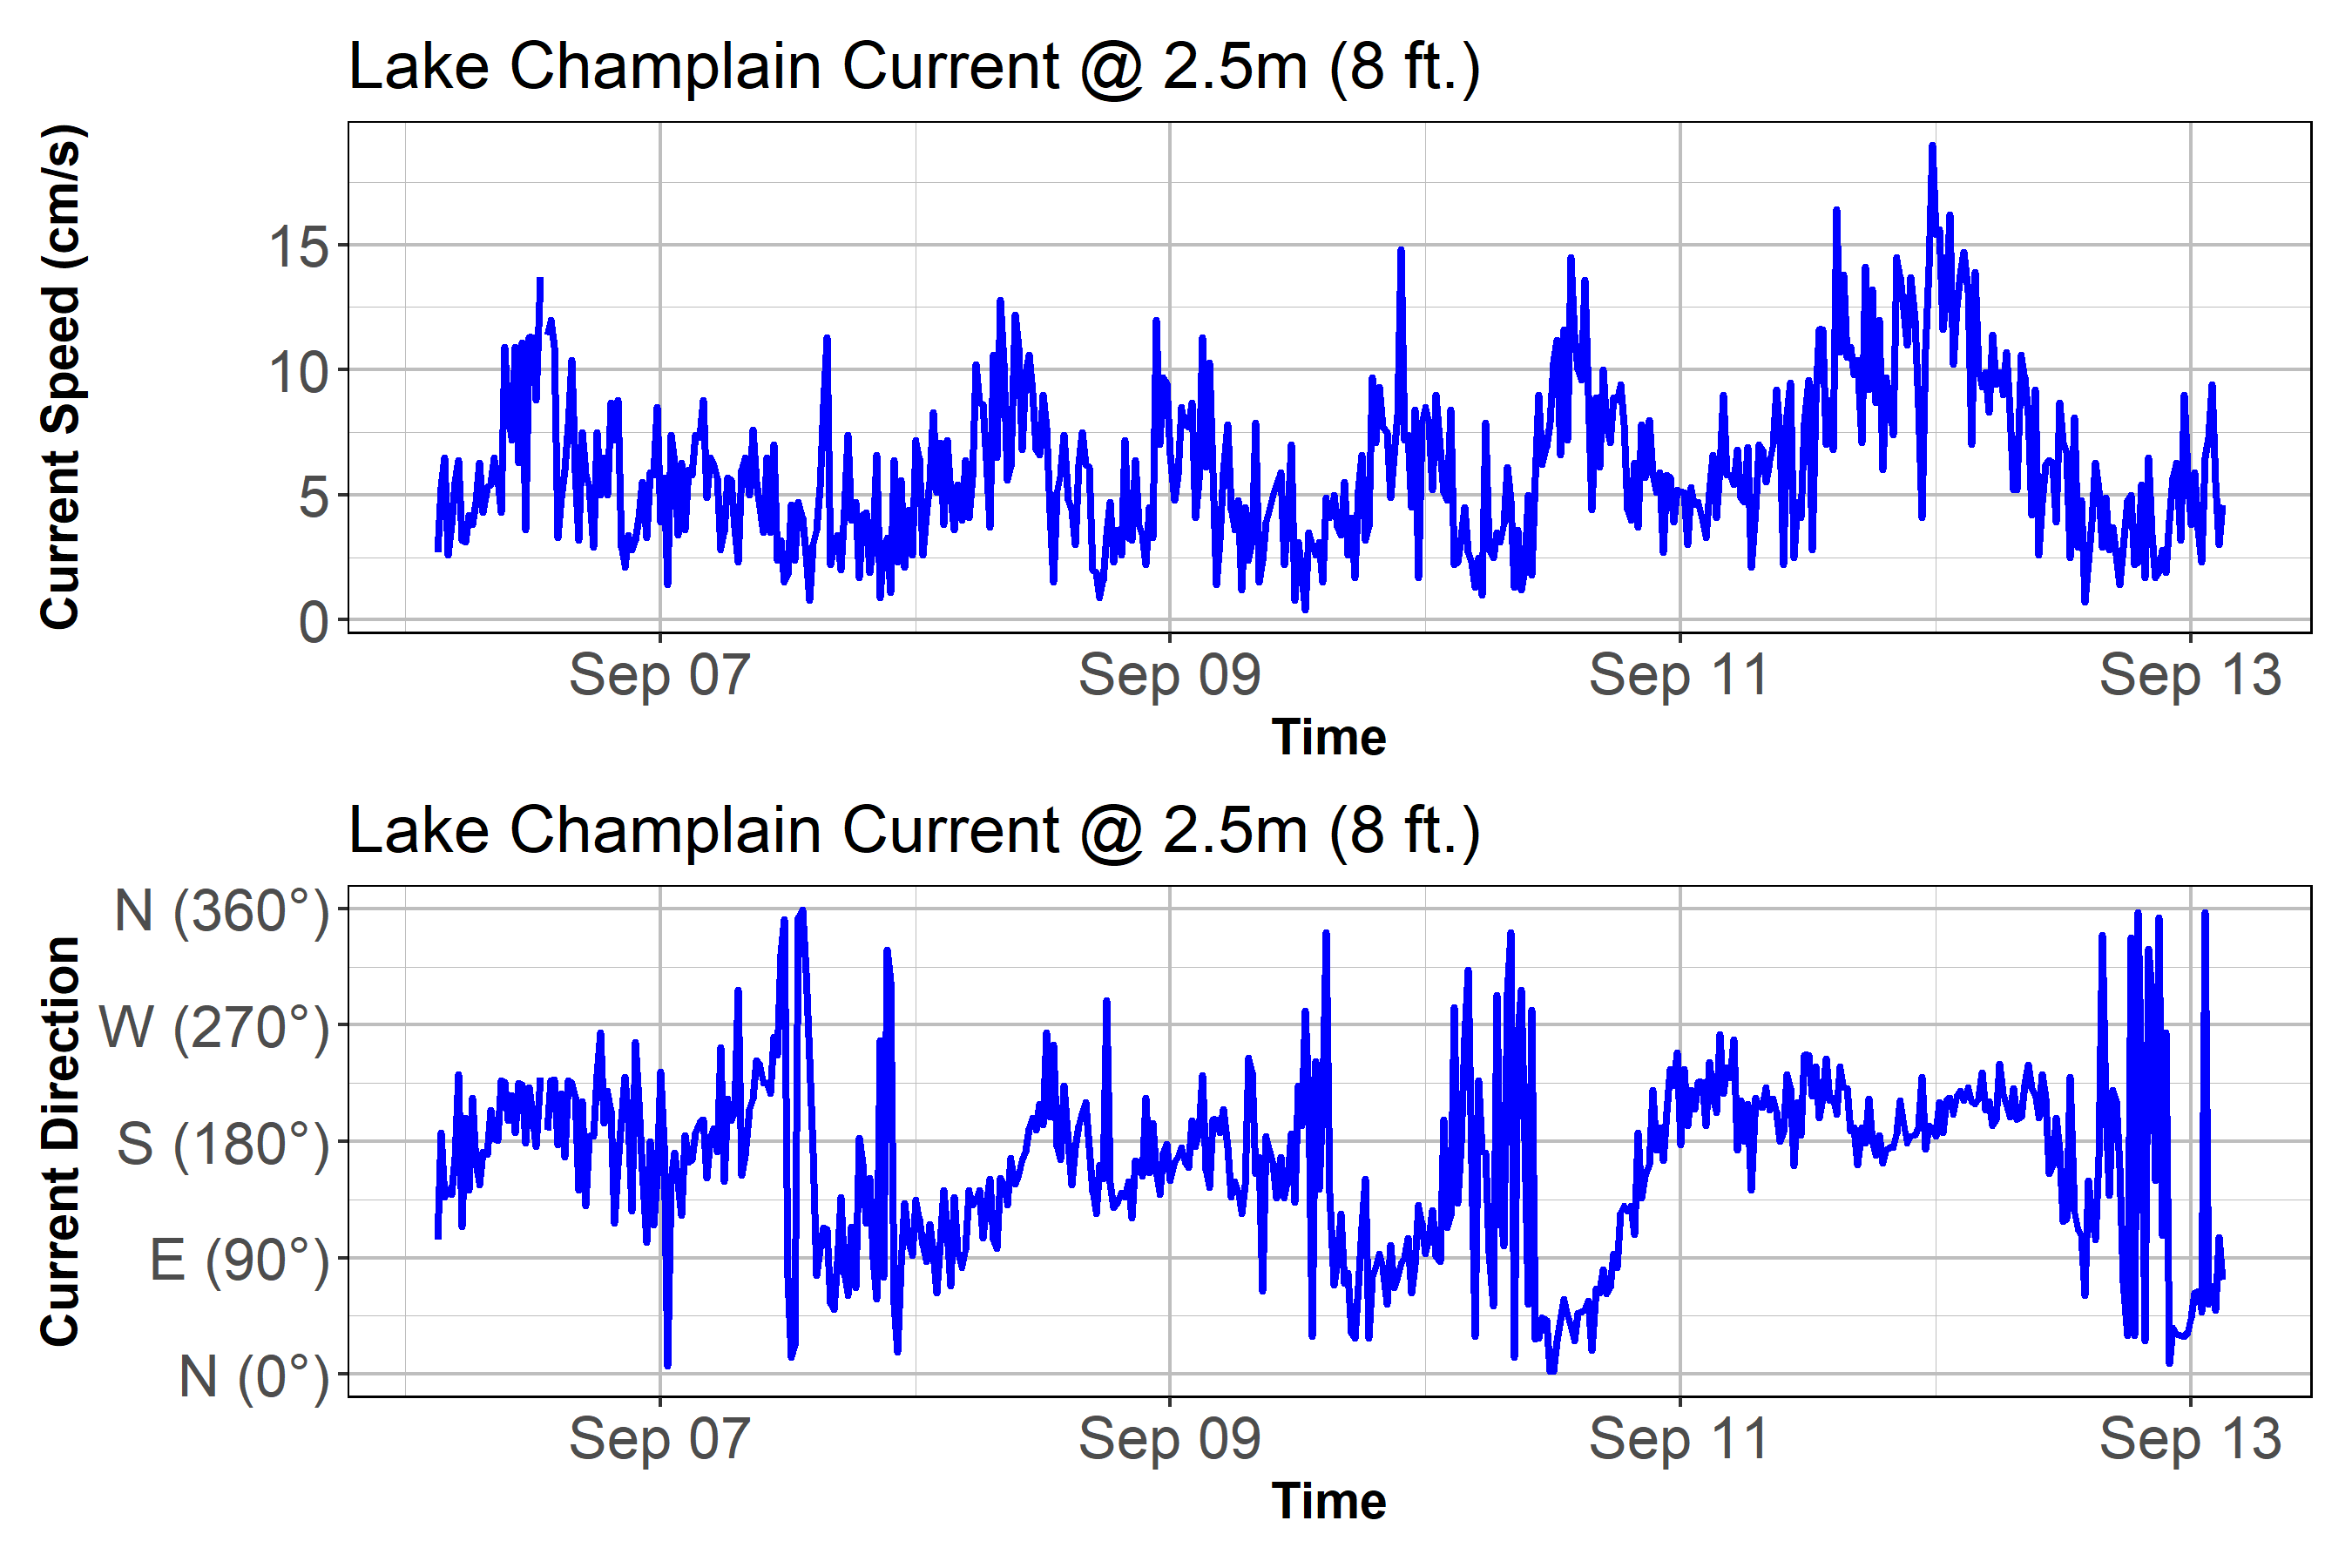 Lake Champlain Current @ 2.5m (8 ft.)
Current Speed (cm/s)
15
10
5
0
Sep 07 Sep 09 Sep 11 Sep 13
Time
Lake Champlain Current @ 2.5m (8 ft.)
Current Direction
N (360°)
W (270°)
S (180°)
E (90°)
N (0°)
Sep 07 Sep 09 Sep 11 Sep 13
Time